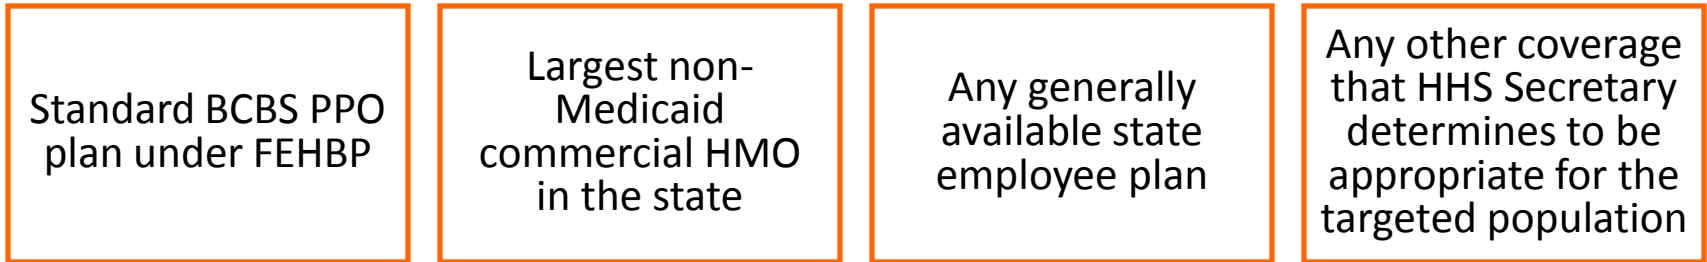 Standard BCBS PPO
plan under FEHBP
Largest non-
Medicaid
commercial HMO
in the state
Any generally
available state
employee plan
Any other coverage
that HHS Secretary
determines to be
appropriate for the
targeted population